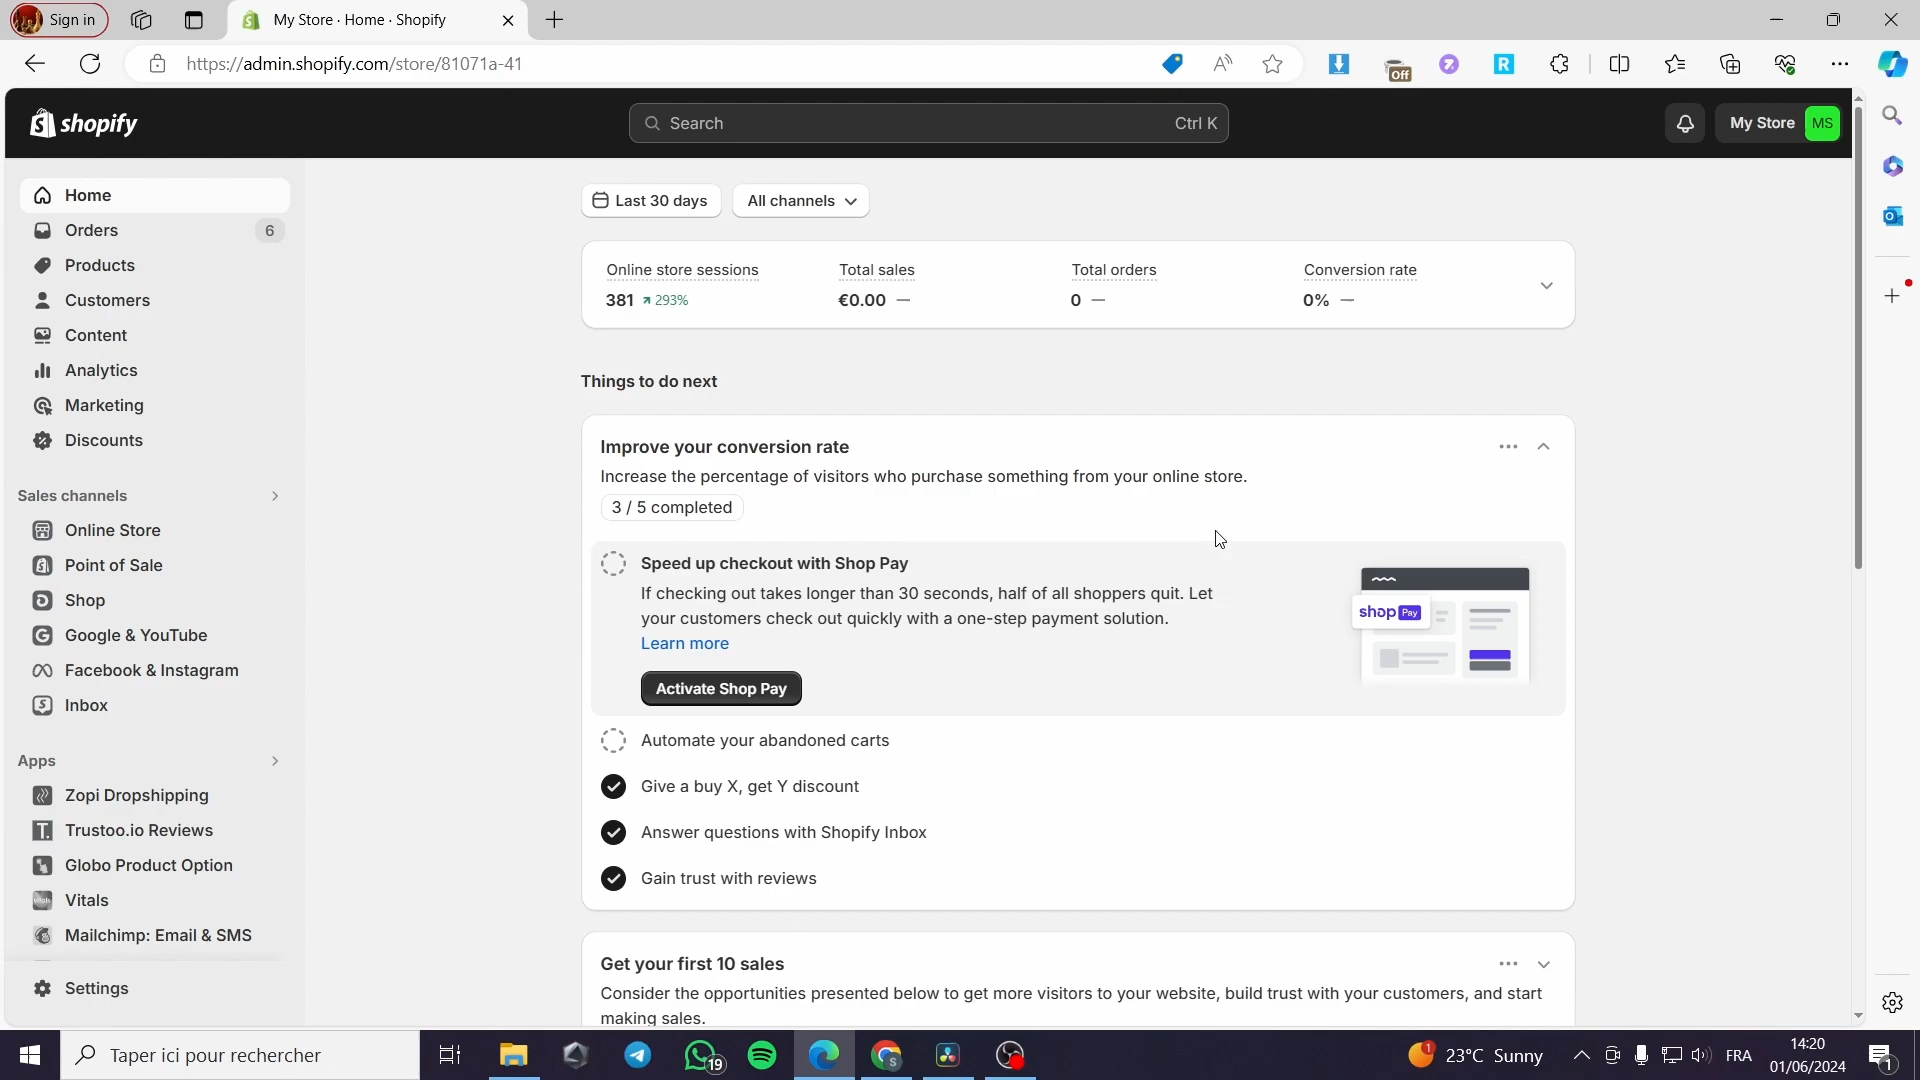 Sign in
My Store · Home · Shopify
https://admin.shopify.com/store/81071a-41
Off
shopify
Search
Ctrl K
My Store
MS
Home
Orders
6
Products
Customers
Content
Analytics
Marketing
Discounts
Sales channels
Online Store
Point of Sale
Shop
Google & YouTube
Facebook & Instagram
Inbox
Apps
Zopi Dropshipping
Trustoo.io Reviews
Globo Product Option
Vitals
Mailchimp: Email & SMS
Settings
Last 30 days
All channels
Online store sessions
381
293%
Total sales
€0.00 —
Total orders
0 —
Conversion rate
0% —
Things to do next
Improve your conversion rate
Increase the percentage of visitors who purchase something from your online store.
3 / 5 completed
Speed up checkout with Shop Pay
If checking out takes longer than 30 seconds, half of all shoppers quit. Let
your customers check out quickly with a one-step payment solution.
Learn more
Activate Shop Pay
shop Pay
Automate your abandoned carts
Give a buy X, get Y discount
Answer questions with Shopify Inbox
Gain trust with reviews
Get your first 10 sales
Consider the opportunities presented below to get more visitors to your website, build trust with your customers, and start
making sales.
Taper ici pour rechercher
19
1
23°C Sunny
FRA
14:20
01/06/2024
1